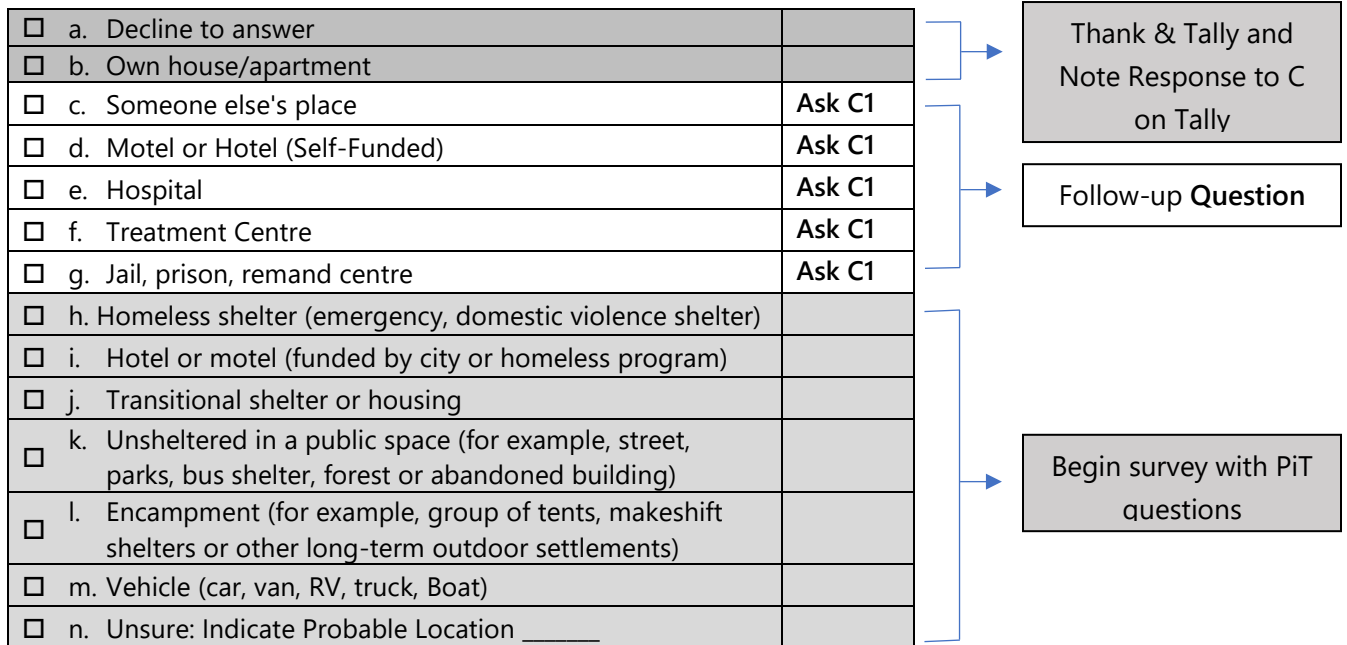 ☐ a. Decline to answer
☐ b. Own house/apartment
☐ c. Someone else's place Ask C1
☐ d. Motel or Hotel (Self-Funded) Ask C1
☐ e. Hospital Ask C1
☐ f. Treatment Centre Ask C1
☐ g. Jail, prison, remand centre Ask C1
☐ h. Homeless shelter (emergency, domestic violence shelter)
☐ i. Hotel or motel (funded by city or homeless program)
☐ j. Transitional shelter or housing
☐ k. Unsheltered in a public space (for example, street,
parks, bus shelter, forest or abandoned building)
☐ l. Encampment (for example, group of tents, makeshift
shelters or other long-term outdoor settlements)
☐ m. Vehicle (car, van, RV, truck, Boat)
☐ n. Unsure: Indicate Probable Location _______
Thank & Tally and
Note Response to C
on Tally
Follow-up Question
Begin survey with PiT
questions